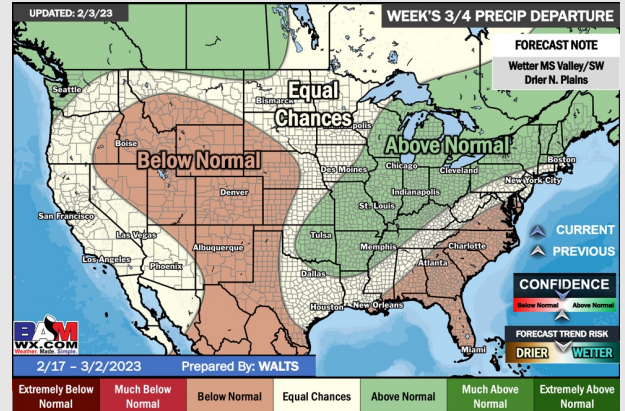 UPDATED: 2/3/23
WEEK'S 3/4 PRECIP DEPARTURE
FORECAST NOTE
Wetter MS Valley/SW
Drier N. Plains
Seattle
Bismarck
Equal
Chances
Above Normal
Boise
Below Normal
Des Moines
Chicago
Cleveland
Boston
New York City
Denver
Indianapolis
St. Louis
San Francisco
Las Vegas
Albuquerque
Tulsa
Memphis
Charlotte
Los Angeles
Phoenix
Dallas
Atlanta
Houston
New Orleans
Miami
CURRENT
PREVIOUS
CONFIDENCE
Below Normal
Above Normal
FORECAST TREND RISK
DRIER
WETTER
BAM
WX.COM
Weather. Made. Simple.
2/17 – 3/2/2023
Prepared By: WALTS
Extremely Below
Normal
Much Below
Normal
Below Normal
Equal Chances
Above Normal
Much Above
Normal
Extremely Above
Normal